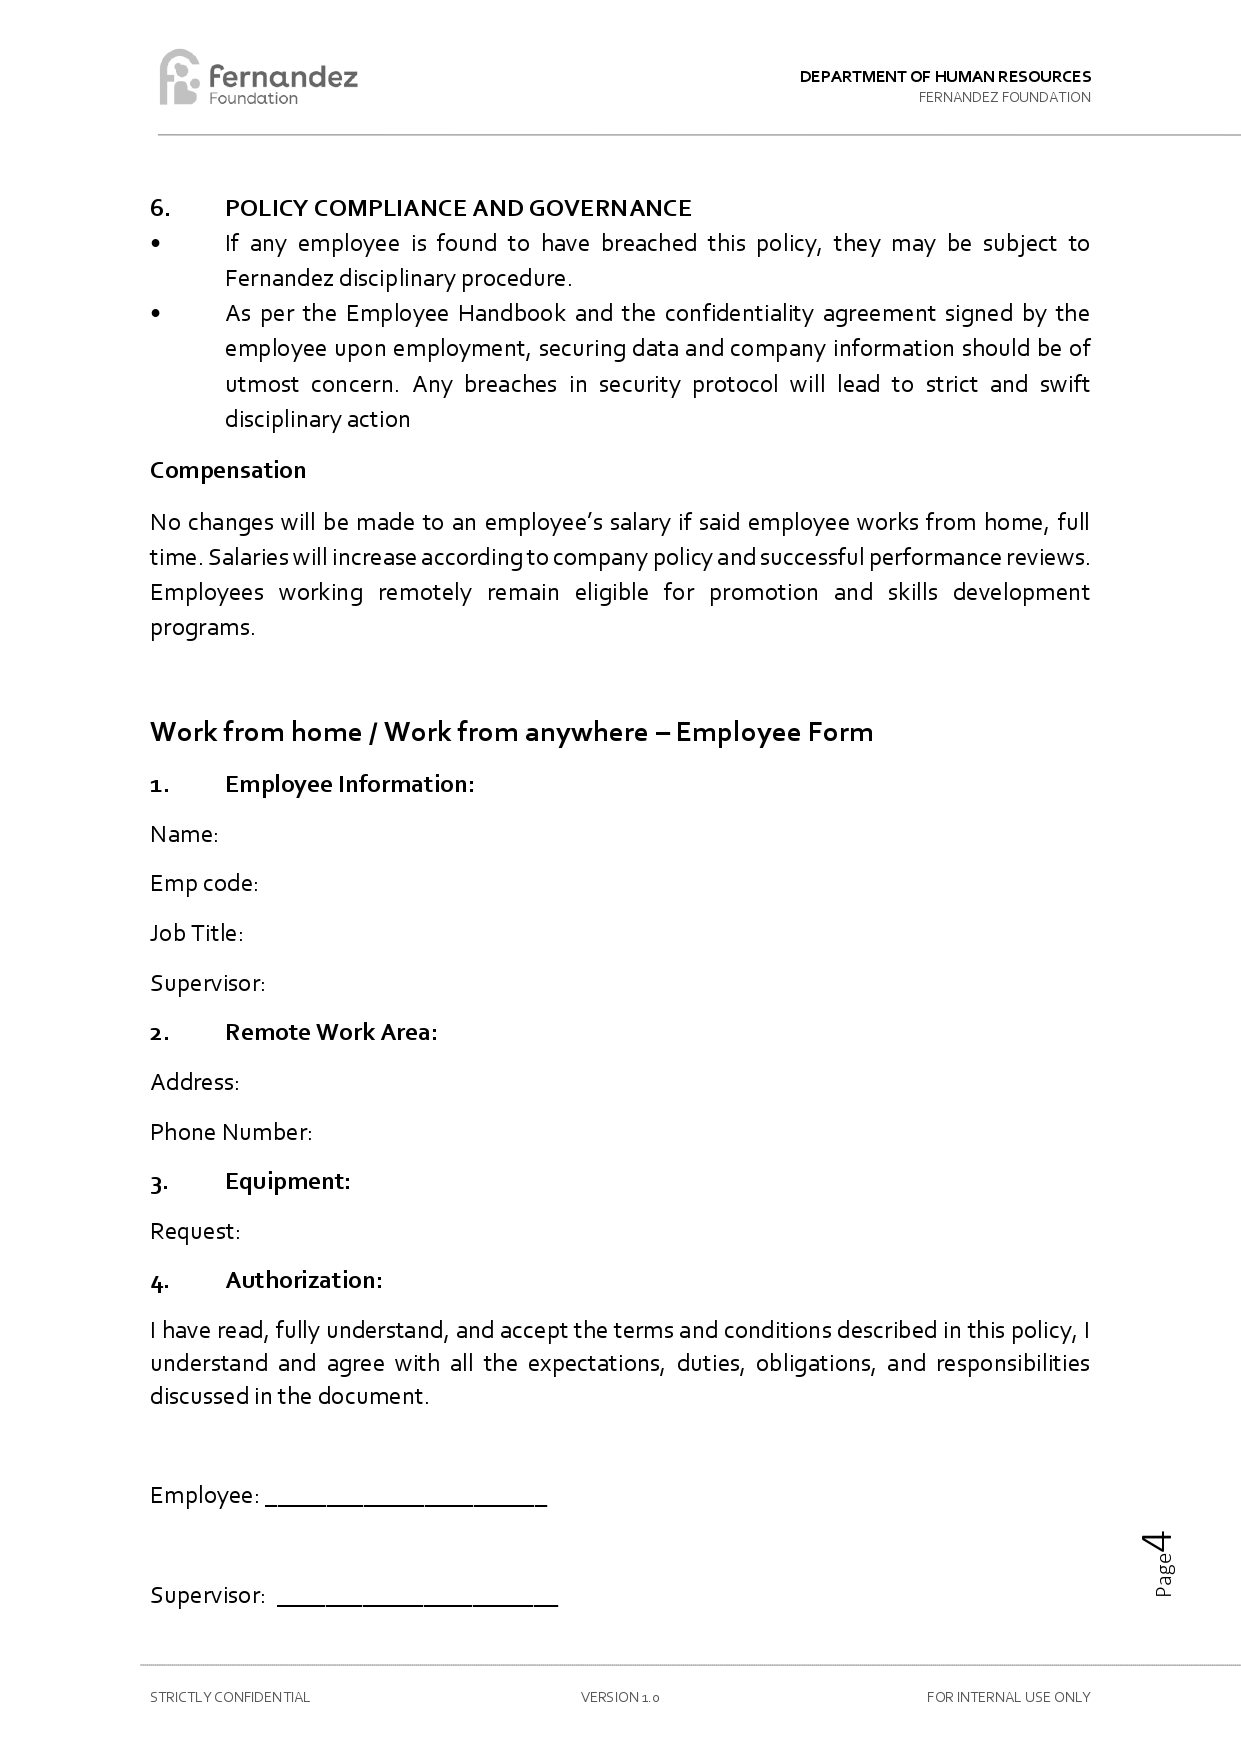 fernandez
Foundation
DEPARTMENT OF HUMAN RESOURCES
FERNANDEZ FOUNDATION
6. POLICY COMPLIANCE AND GOVERNANCE
• If any employee is found to have breached this policy, they may be subject to
Fernandez disciplinary procedure.
• As per the Employee Handbook and the confidentiality agreement signed by the
employee upon employment, securing data and company information should be of
utmost concern. Any breaches in security protocol will lead to strict and swift
disciplinary action
Compensation
No changes will be made to an employee’s salary if said employee works from home, full
time. Salaries will increase according to company policy and successful performance reviews.
Employees working remotely remain eligible for promotion and skills development
programs.
Work from home / Work from anywhere – Employee Form
1. Employee Information:
Name:
Emp code:
Job Title:
Supervisor:
2. Remote Work Area:
Address:
Phone Number:
3. Equipment:
Request:
4. Authorization:
I have read, fully understand, and accept the terms and conditions described in this policy, I
understand and agree with all the expectations, duties, obligations, and responsibilities
discussed in the document.
Employee: _______________________
Supervisor: _______________________
Page4
STRICTLY CONFIDENTIAL VERSION 1.0 FOR INTERNAL USE ONLY